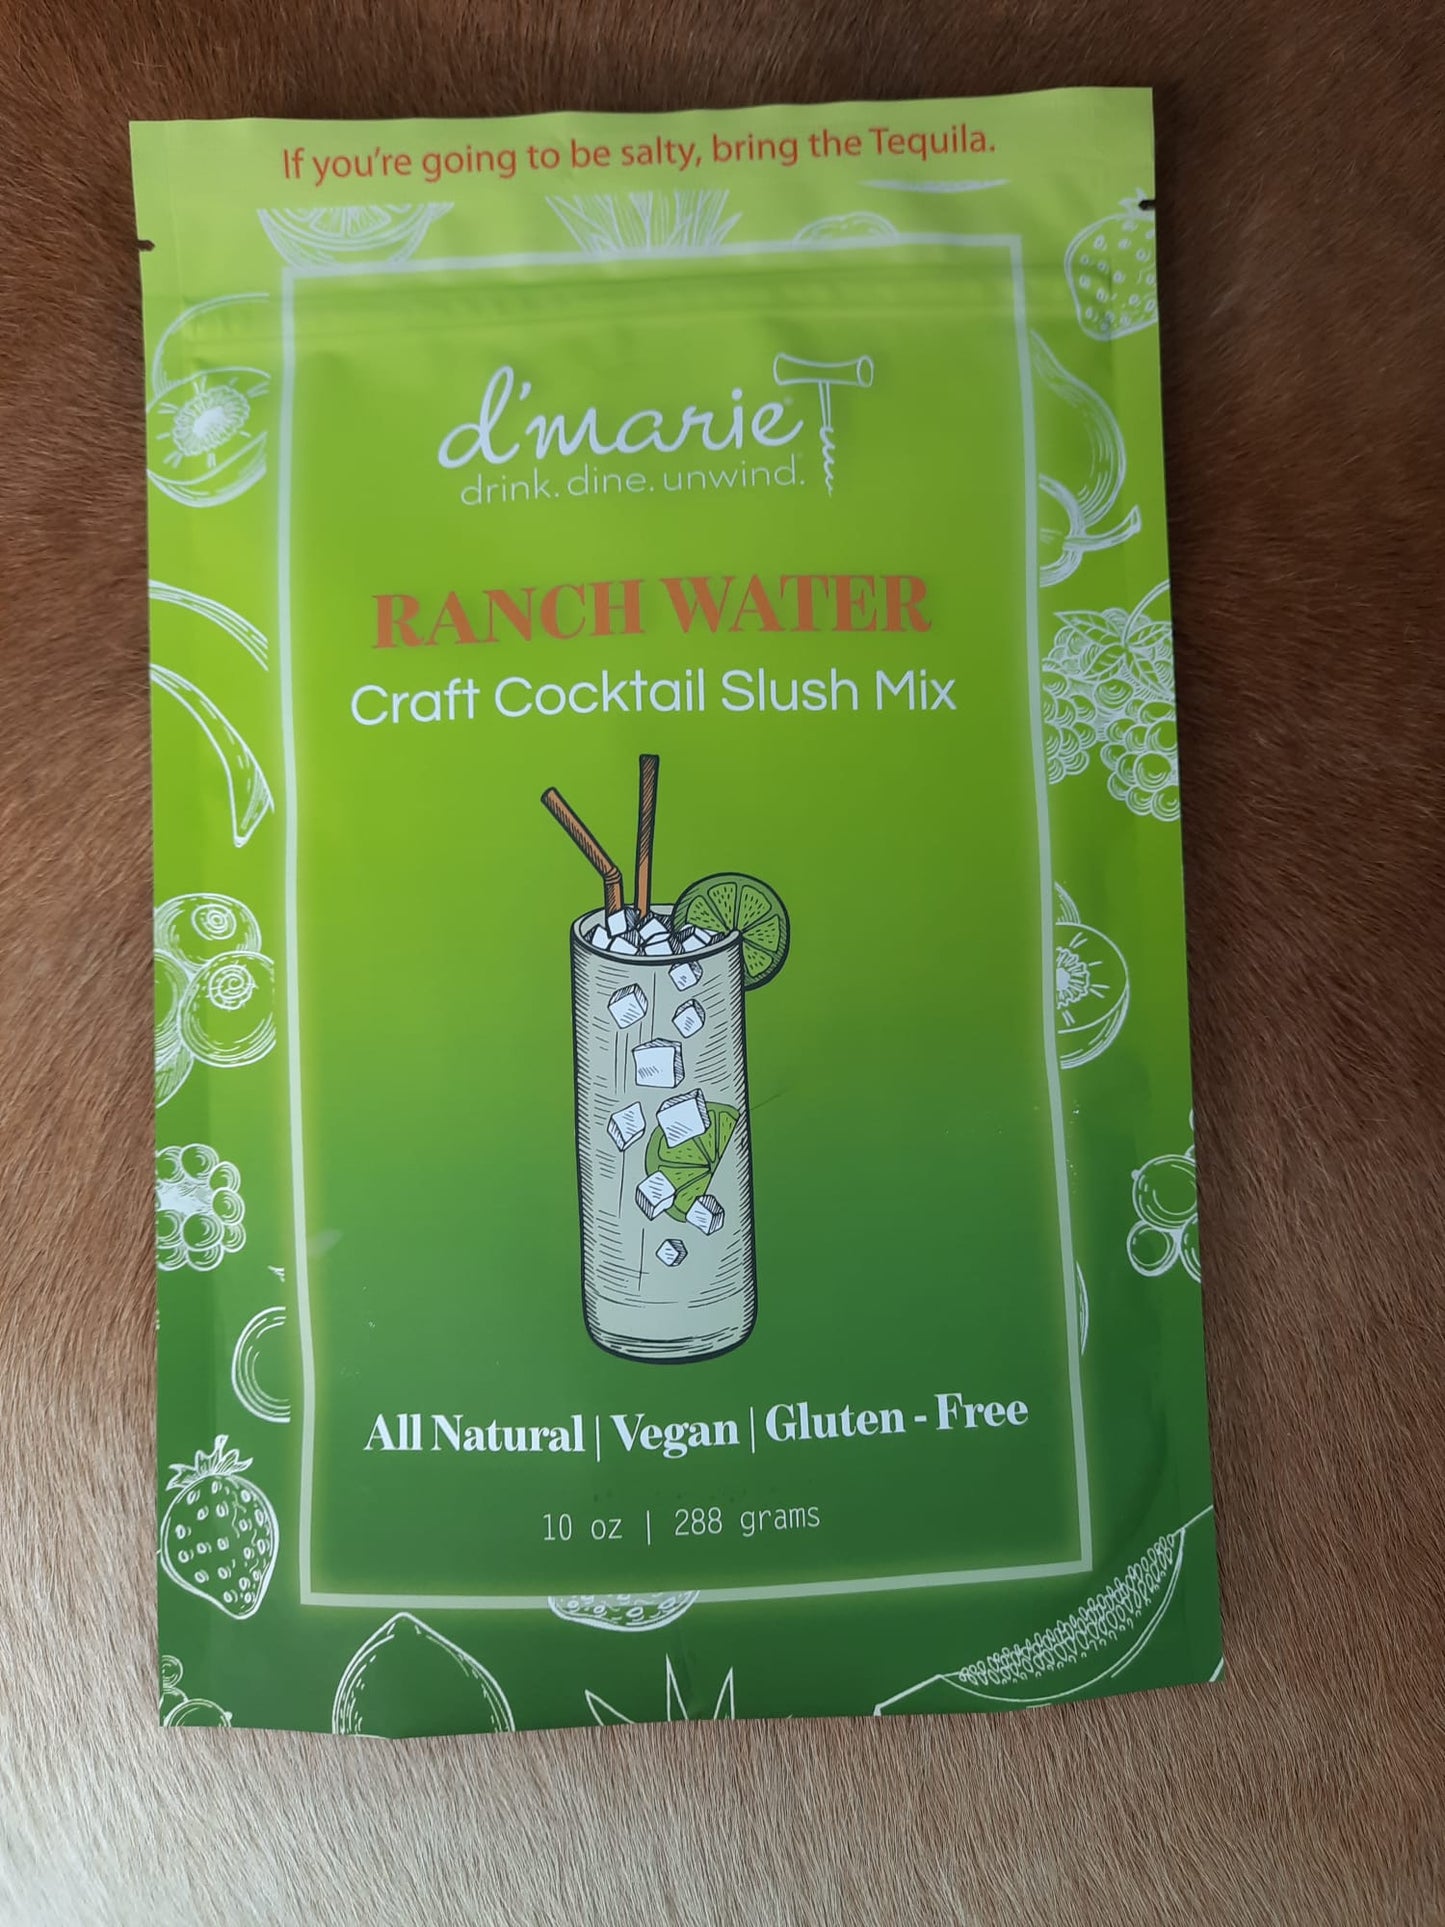 If you're going to be salty, bring the Tequila.
d'marie
drink. dine. unwind.
RANCH WATER
Craft Cocktail Slush Mix
All Natural | Vegan | Gluten - Free
10 oz | 288 grams